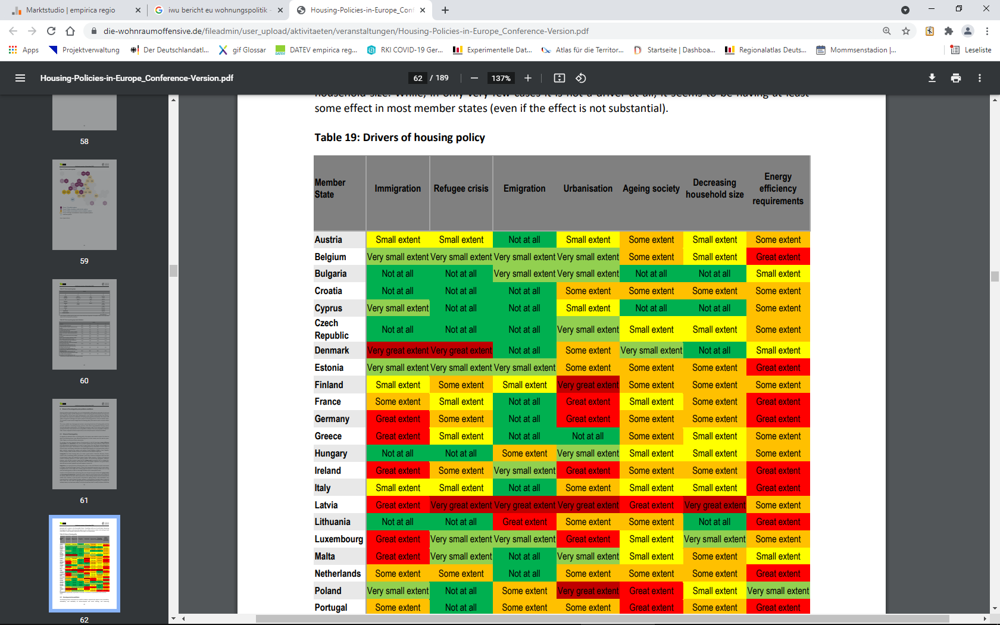 Marktstudio | empirica regio
iwu bericht eu wohnungspolitik -
Housing-Policies-in-Europe_Conf
die-wohnraumoffensive.de/fileadmin/user_upload/aktivitaeten/veranstaltungen/Housing-Policies-in-Europe_Conference-Version.pdf
Apps Projektverwaltung Der Deutschlandatl... gif Glossar DATEV empirica reg... RKI COVID-19 Ger... Experimentelle Dat... Atlas für die Territor... Startseite | Dashboa... Regionalatlas Deuts... Mommsenstadion |... Leseliste
Housing-Policies-in-Europe_Conference-Version.pdf 62 / 189 137%
58
59
60
61
62
household size. While, in only very few cases it is not a driver at all, it seems to be having at least
some effect in most member states (even if the effect is not substantial).
Table 19: Drivers of housing policy
Member State Immigration Refugee crisis Emigration Urbanisation Ageing society Decreasing household size Energy efficiency requirements
Austria Small extent Small extent Not at all Small extent Some extent Small extent Some extent
Belgium Very small extent Very small extent Very small extent Very small extent Some extent Small extent Great extent
Bulgaria Not at all Not at all Very small extent Very small extent Not at all Not at all Small extent
Croatia Not at all Not at all Not at all Some extent Some extent Some extent Some extent
Cyprus Very small extent Not at all Not at all Small extent Not at all Not at all Some extent
Czech Republic Not at all Not at all Not at all Very small extent Small extent Small extent Some extent
Denmark Very great extent Very great extent Not at all Some extent Very small extent Not at all Small extent
Estonia Very small extent Very small extent Very small extent Some extent Some extent Some extent Great extent
Finland Small extent Some extent Small extent Very great extent Some extent Some extent Some extent
France Some extent Small extent Not at all Great extent Small extent Some extent Great extent
Germany Great extent Some extent Not at all Great extent Some extent Some extent Great extent
Greece Great extent Small extent Not at all Not at all Some extent Small extent Some extent
Hungary Not at all Not at all Some extent Very small extent Small extent Small extent Some extent
Ireland Great extent Some extent Very small extent Great extent Some extent Some extent Great extent
Italy Small extent Small extent Not at all Some extent Small extent Small extent Great extent
Latvia Great extent Very great extent Very great extent Very great extent Great extent Very great extent Some extent
Lithuania Not at all Not at all Great extent Some extent Some extent Not at all Great extent
Luxembourg Great extent Very small extent Very small extent Great extent Small extent Very small extent Some extent
Malta Great extent Very small extent Not at all Very small extent Small extent Some extent Small extent
Netherlands Some extent Some extent Not at all Some extent Some extent Some extent Great extent
Poland Very small extent Not at all Some extent Very great extent Great extent Small extent Very small extent
Portugal Some extent Not at all Some extent Some extent Great extent Some extent Great extent